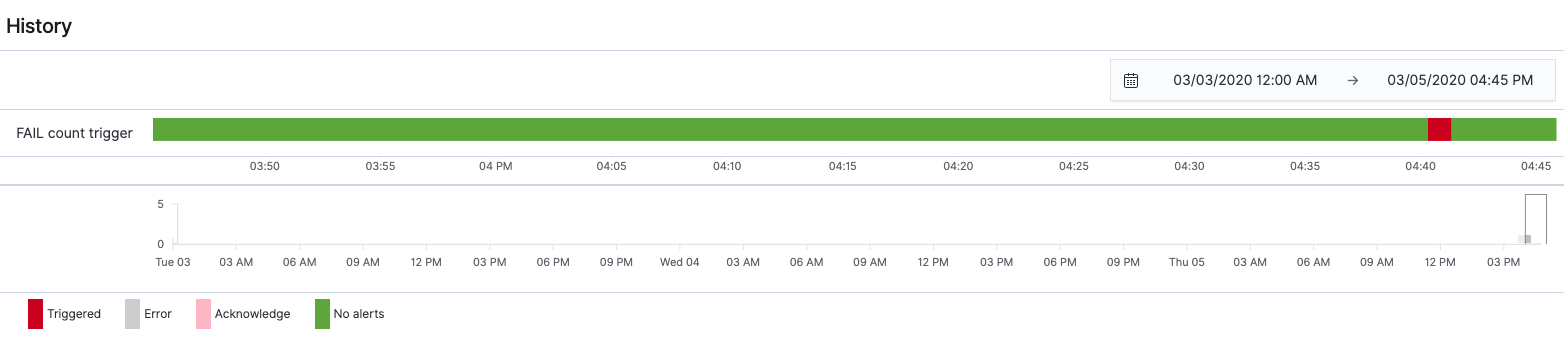 History
03/03/2020 12:00 AM → 03/05/2020 04:45 PM
FAIL count trigger
03:50 03:55 04 PM 04:05 04:10 04:15 04:20 04:25 04:30 04:35 04:40 04:45
5
0
Tue 03 03 AM 06 AM 09 AM 12 PM 03 PM 06 PM 09 PM Wed 04 03 AM 06 AM 09 AM 12 PM 03 PM 06 PM 09 PM Thu 05 03 AM 06 AM 09 AM 12 PM 03 PM
Triggered Error Acknowledge No alerts